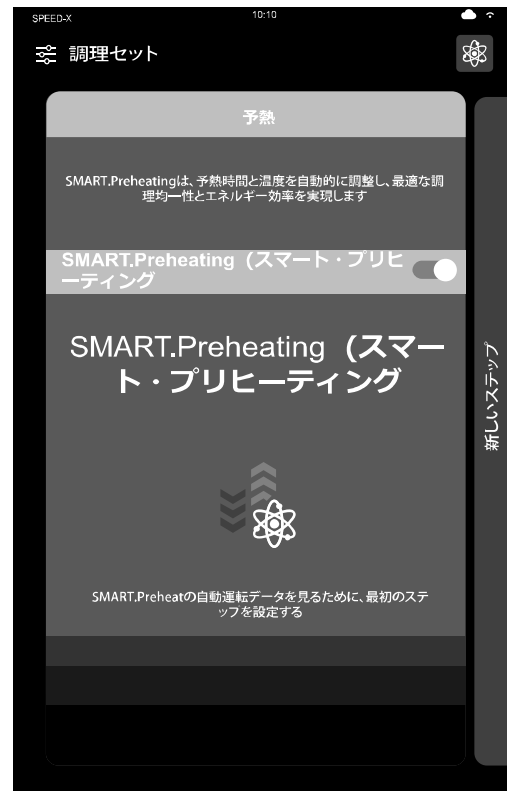 SPEED-X
10:10
調理セット
予熱
SMART.Preheatingは、予熱時間と温度を自動的に調整し、最適な調
理均一性とエネルギー効率を実現します
SMART.Preheating（スマート・プリヒ
ーティング
SMART.Preheating（スマー
ト・プリヒーティング
SMART.Preheatの自動運転データを見るために、最初のステ
ップを設定する
新しいステップ